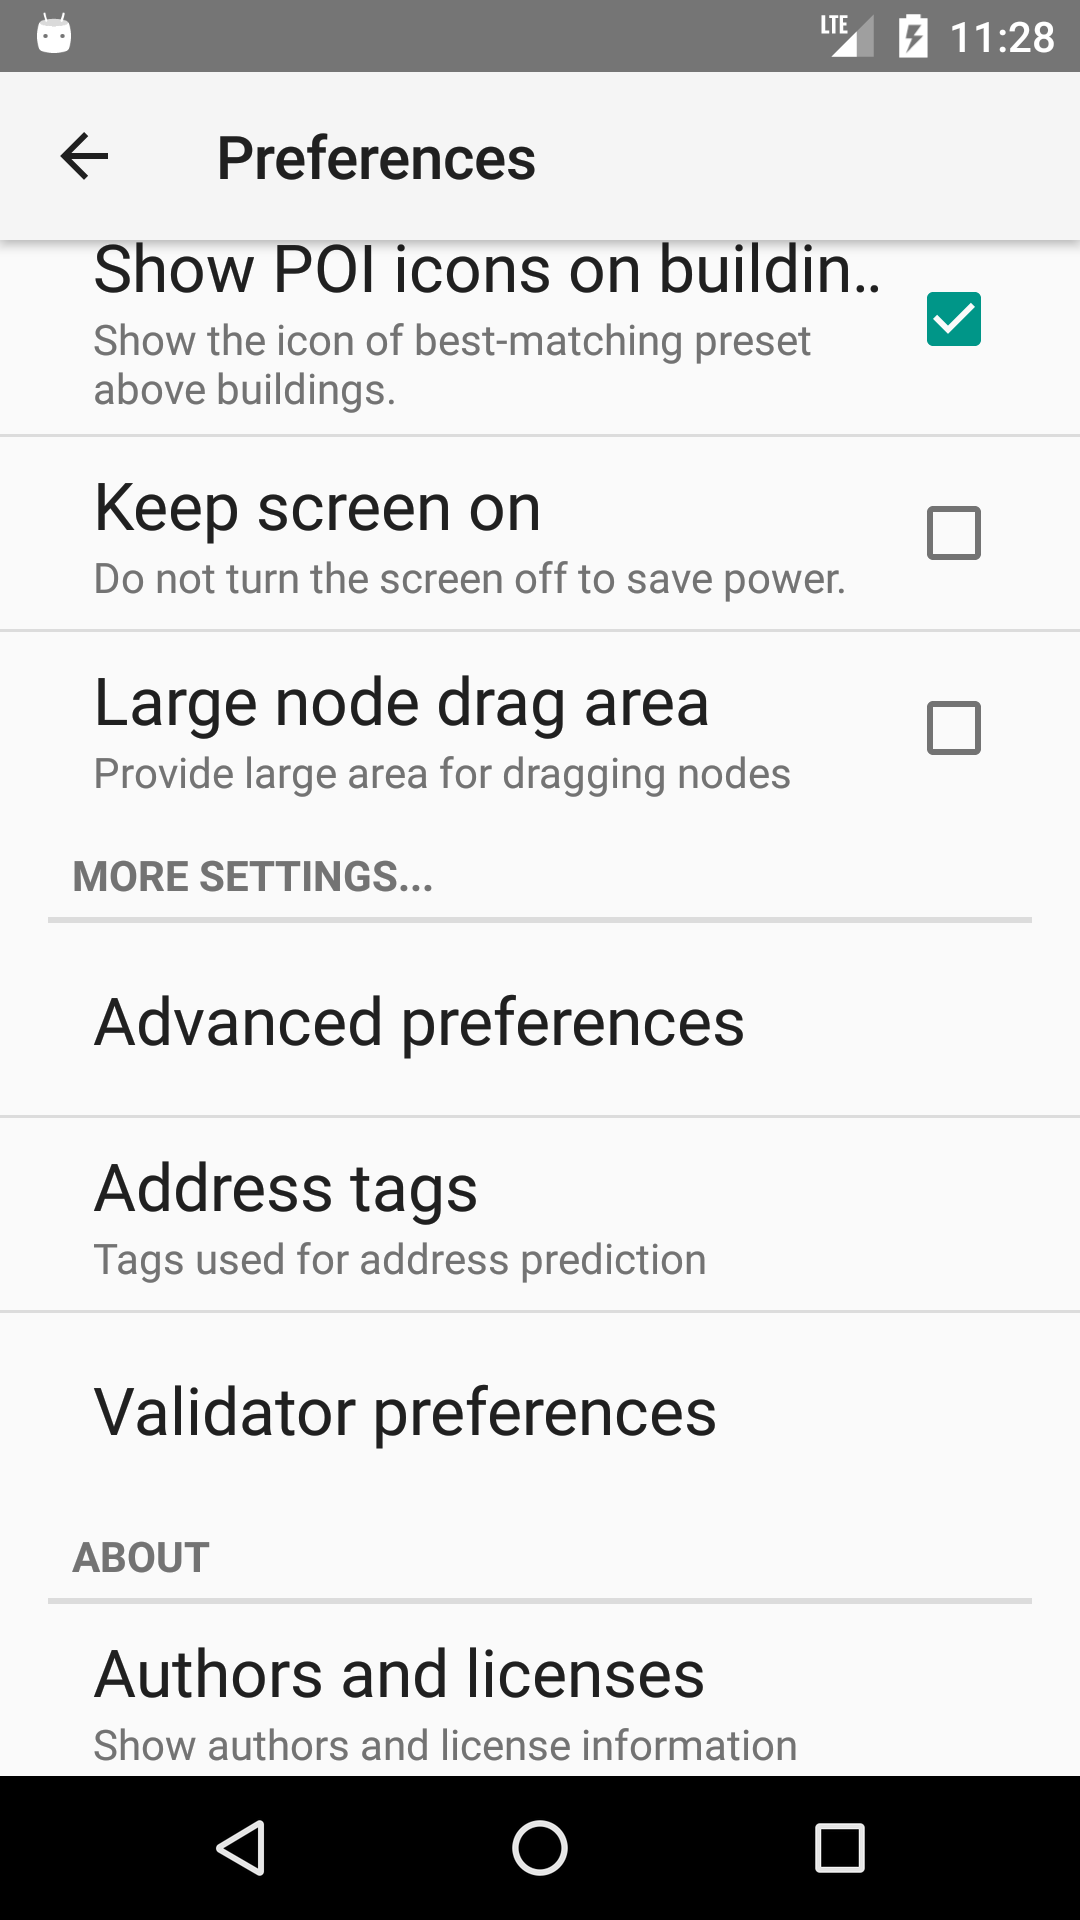 LTE 11:28
Preferences
Show POI icons on buildin..
Show the icon of best-matching preset
above buildings.
Keep screen on
Do not turn the screen off to save power.
Large node drag area
Provide large area for dragging nodes
MORE SETTINGS...
Advanced preferences
Address tags
Tags used for address prediction
Validator preferences
ABOUT
Authors and licenses
Show authors and license information